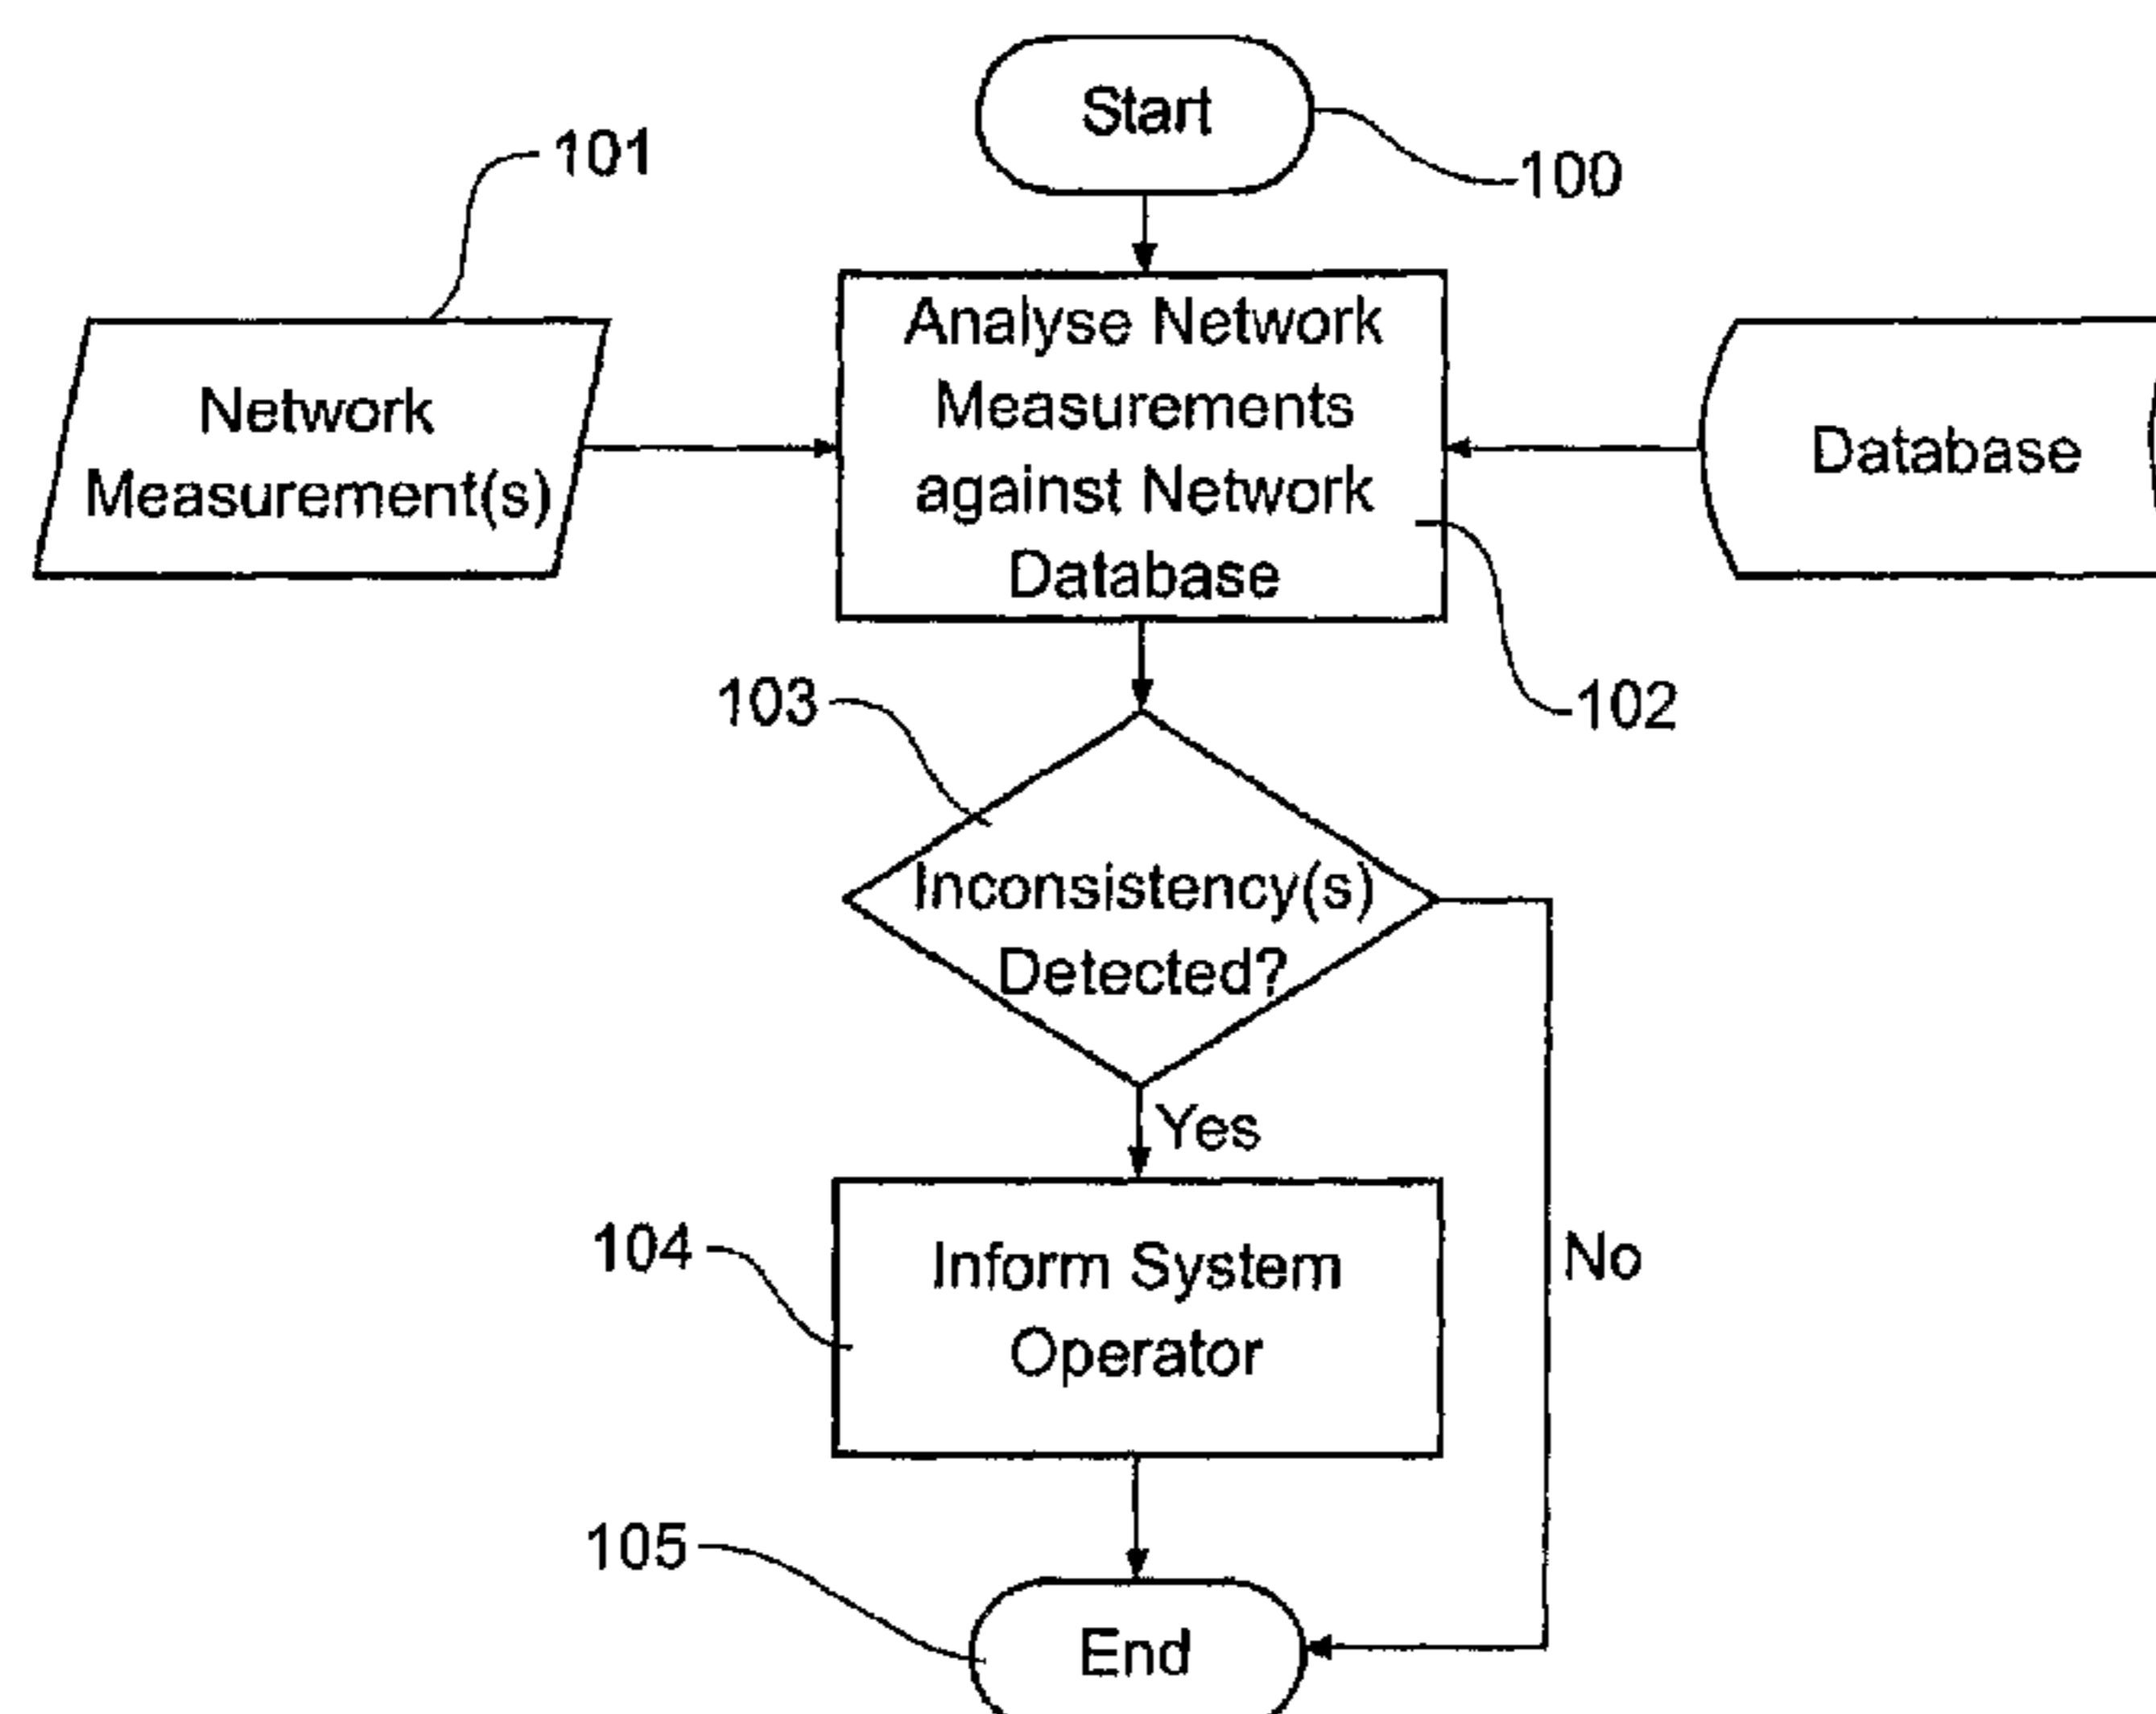 Start
100
101
Network
Measurement(s)
Analyse Network
Measurements
against Network
Database
Database
102
103
Inconsistency(s)
Detected?
Yes
No
104
Inform System
Operator
105
End